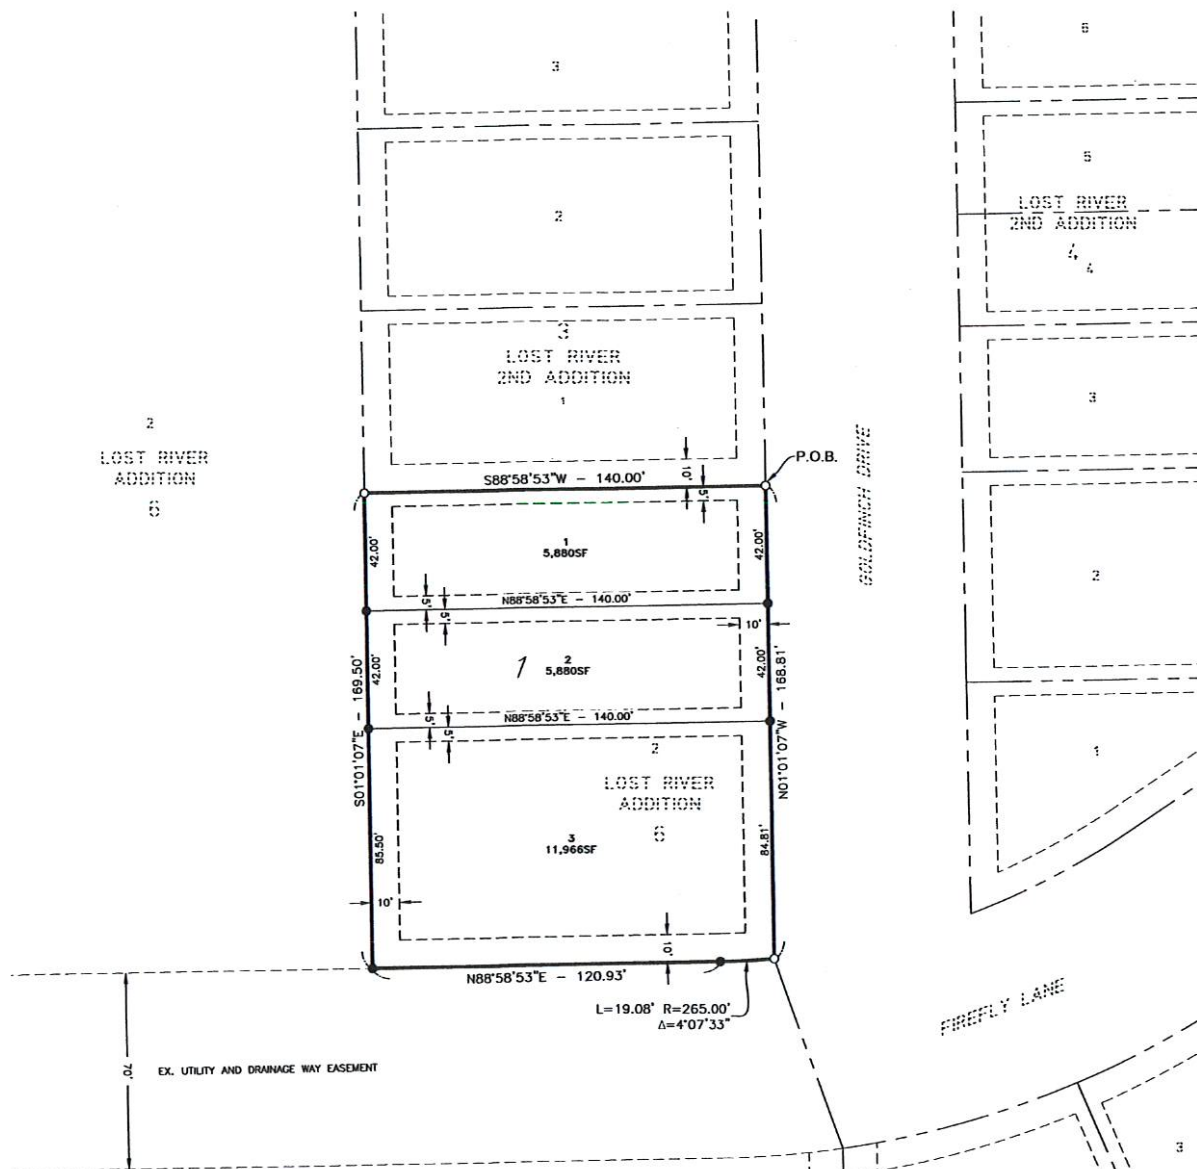 3
6
2
5
LOST RIVER
2ND ADDITION
4
4
3
LOST RIVER
2ND ADDITION
1
3
2
LOST RIVER
ADDITION
6
P.O.B.
GOLDFINCH DRIVE
S88°58'53"W - 140.00'
10'
5'
42.00'
1
5,880SF
42.00'
N88°58'53"E - 140.00'
5'
5'
10'
2
S01°01'07"E - 169.50'
42.00'
1
2
5,880SF
42.00'
N01°01'07"W - 168.81'
N88°58'53"E - 140.00'
5'
5'
2
LOST RIVER
ADDITION
6
1
85.50'
3
11,966SF
84.81'
10'
10'
N88°58'53"E - 120.93'
L=19.08' R=265.00'
Δ=4°07'33"
FIREFLY LANE
70'
EX. UTILITY AND DRAINAGE WAY EASEMENT
3